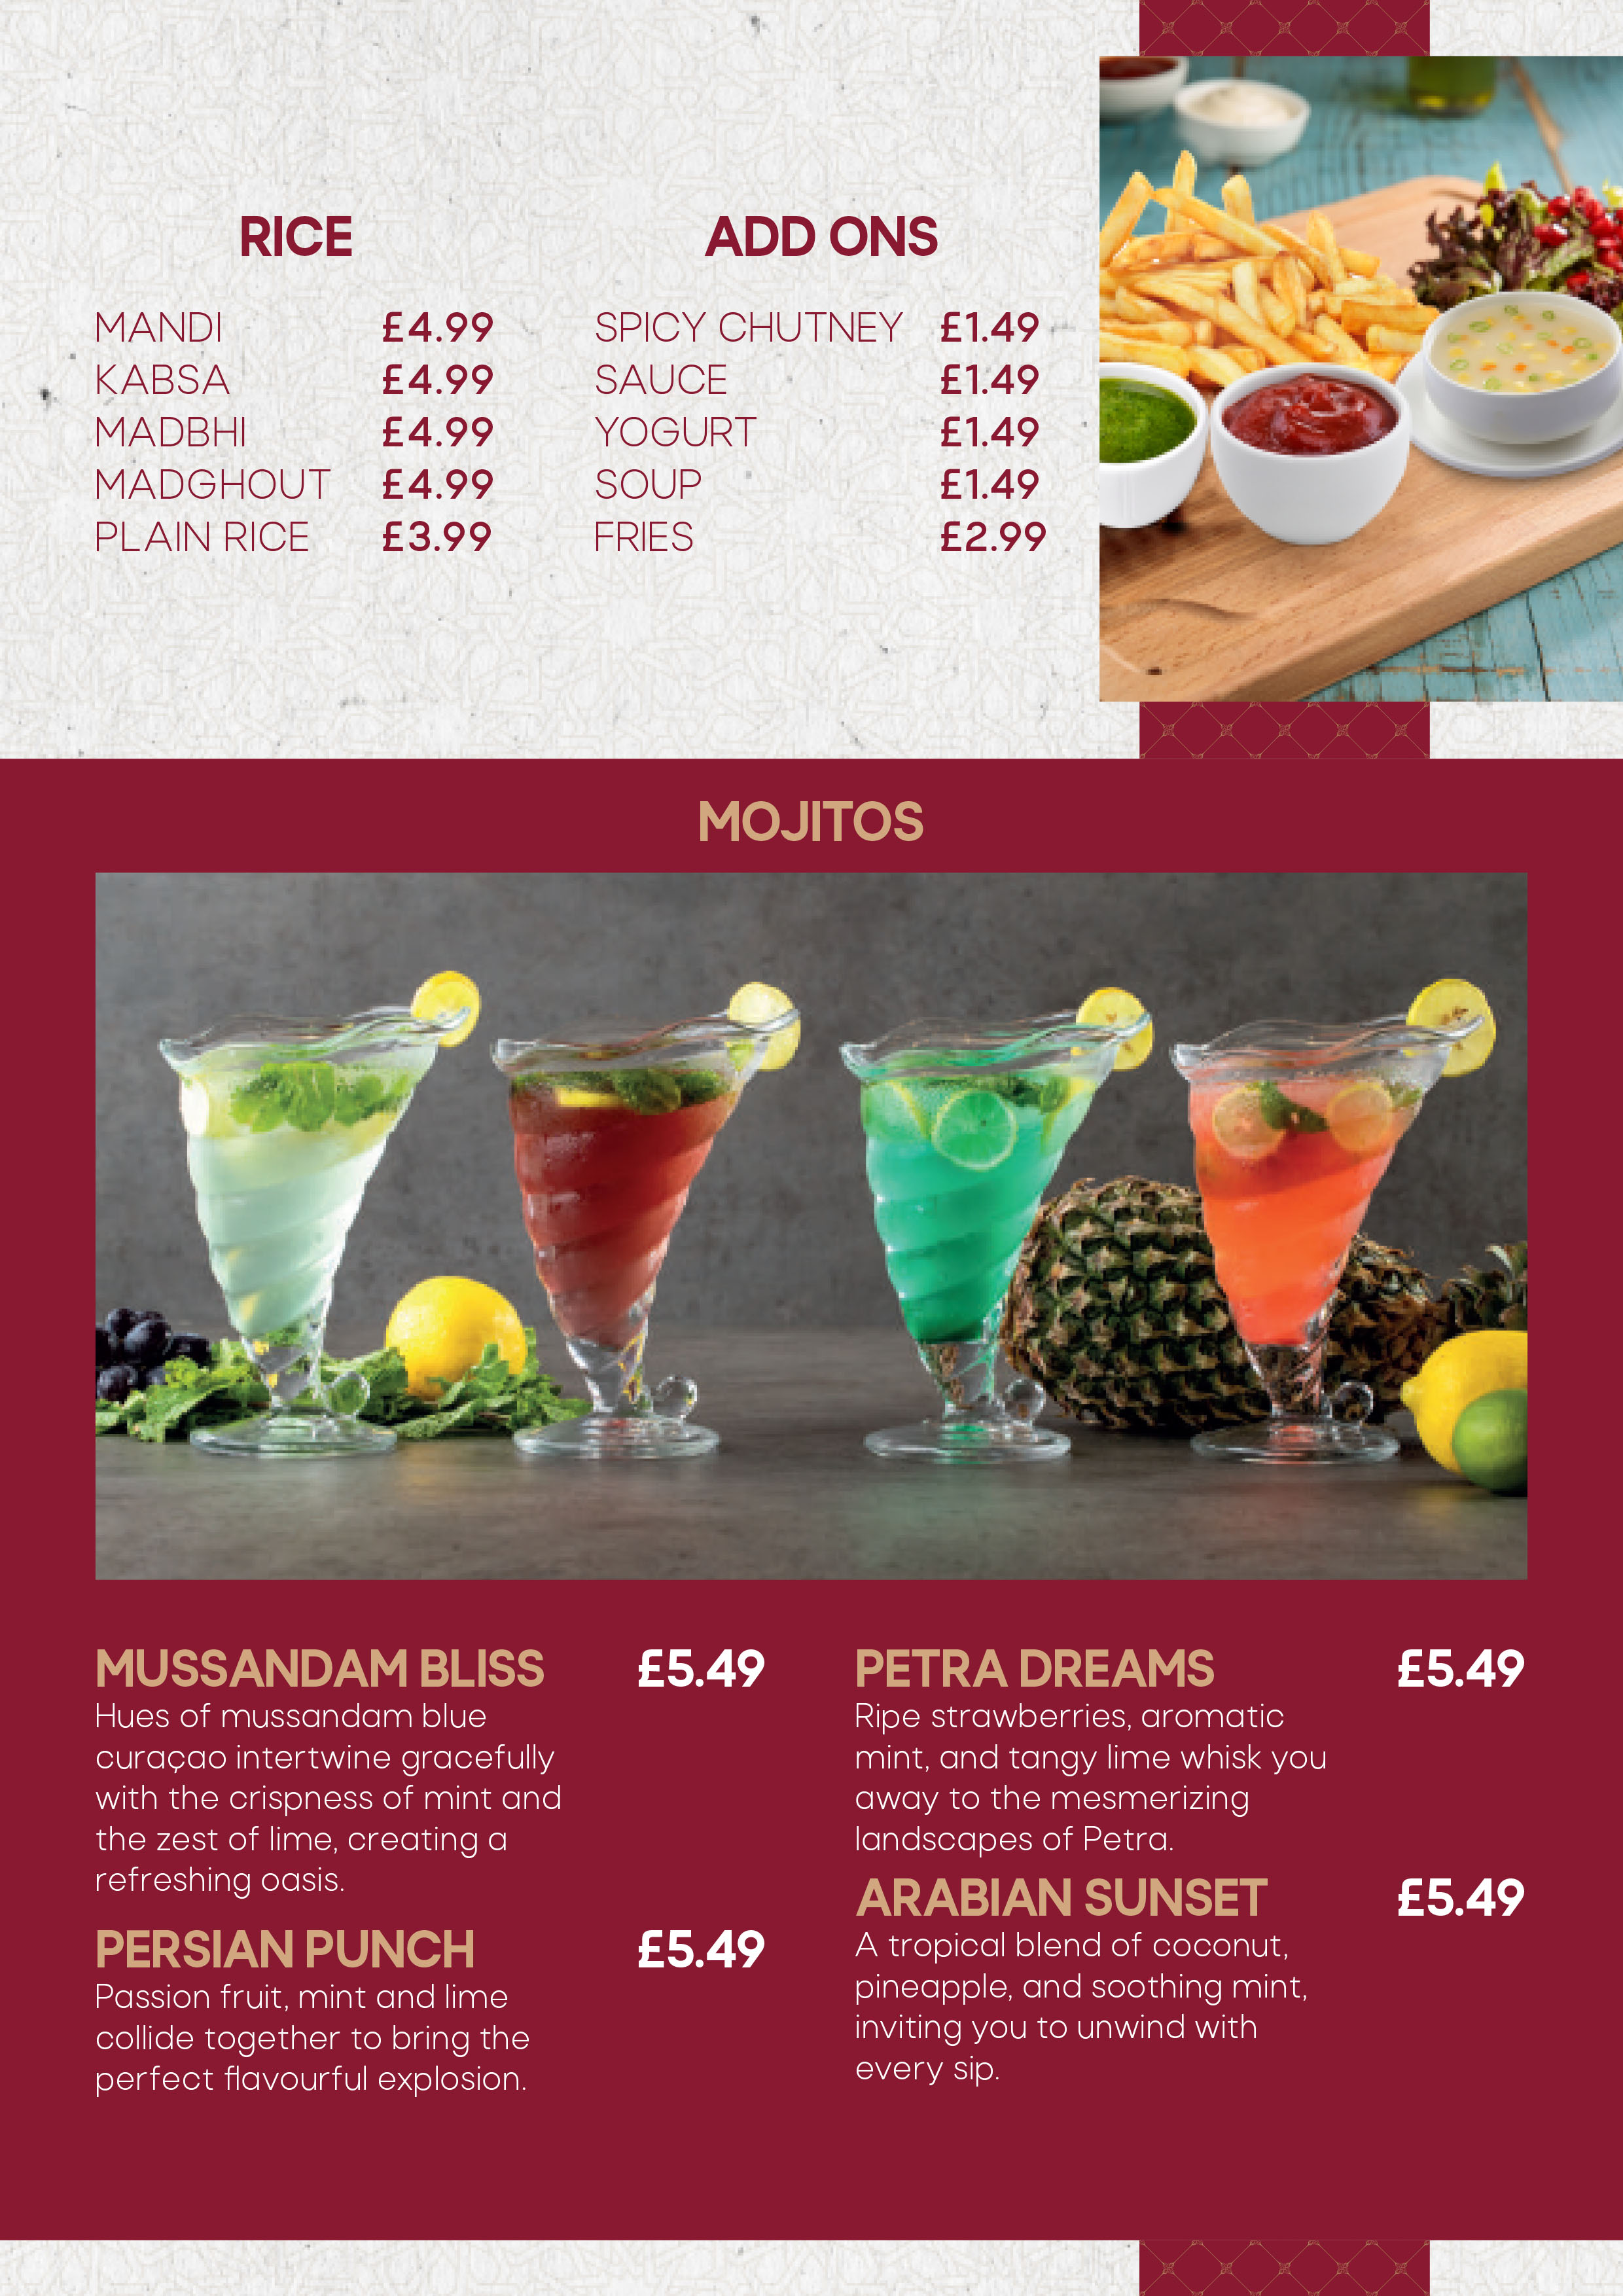 RICE
MANDI £4.99
KABSA £4.99
MADBHI £4.99
MADGHOUT £4.99
PLAIN RICE £3.99
ADD ONS
SPICY CHUTNEY £1.49
SAUCE £1.49
YOGURT £1.49
SOUP £1.49
FRIES £2.99
MOJITOS
MUSSANDAM BLISS £5.49
Hues of mussandam blue
curaçao intertwine gracefully
with the crispness of mint and
the zest of lime, creating a
refreshing oasis.
PERSIAN PUNCH £5.49
Passion fruit, mint and lime
collide together to bring the
perfect flavourful explosion.
PETRA DREAMS £5.49
Ripe strawberries, aromatic
mint, and tangy lime whisk you
away to the mesmerizing
landscapes of Petra.
ARABIAN SUNSET £5.49
A tropical blend of coconut,
pineapple, and soothing mint,
inviting you to unwind with
every sip.